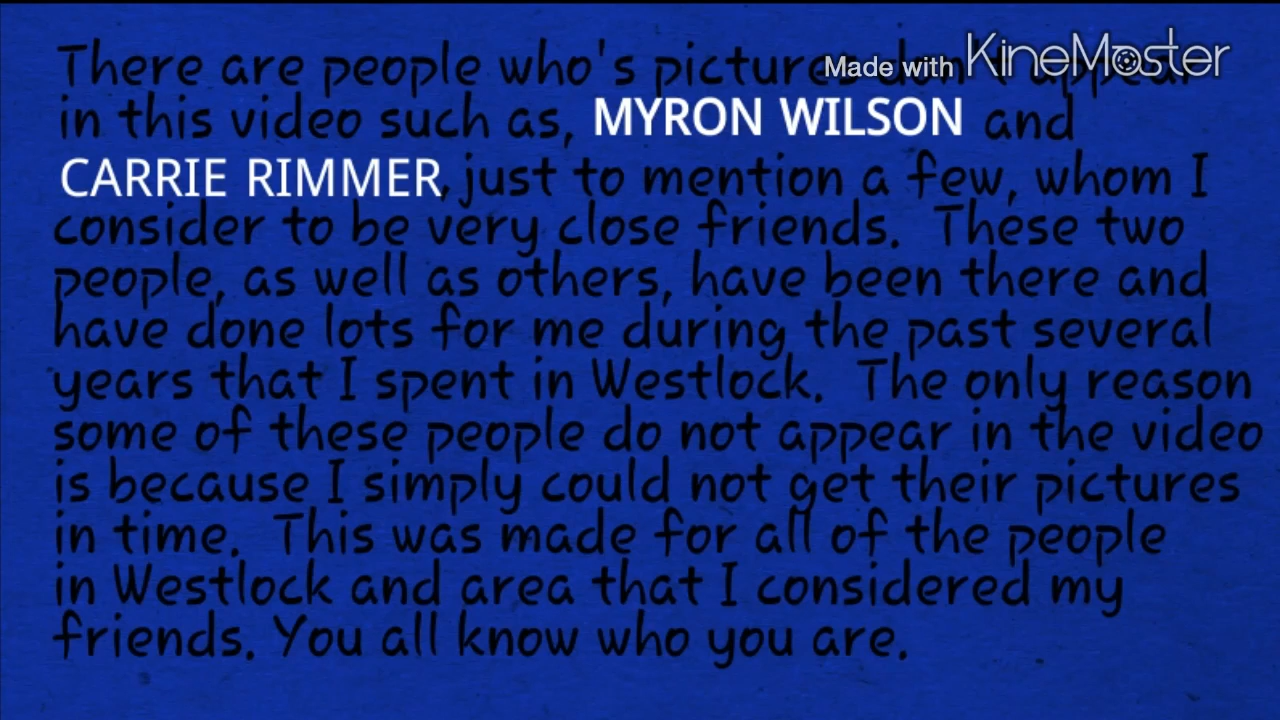 There are people who's pictures don't appear
Made with KineMaster
in this video such as, MYRON WILSON and
CARRIE RIMMER, just to mention a few, whom I
consider to be very close friends. These two
people, as well as others, have been there and
have done lots for me during the past several
years that I spent in Westlock. The only reason
some of these people do not appear in the video
is because I simply could not get their pictures
in time. This was made for all of the people
in Westlock and area that I considered my
friends. You all know who you are.